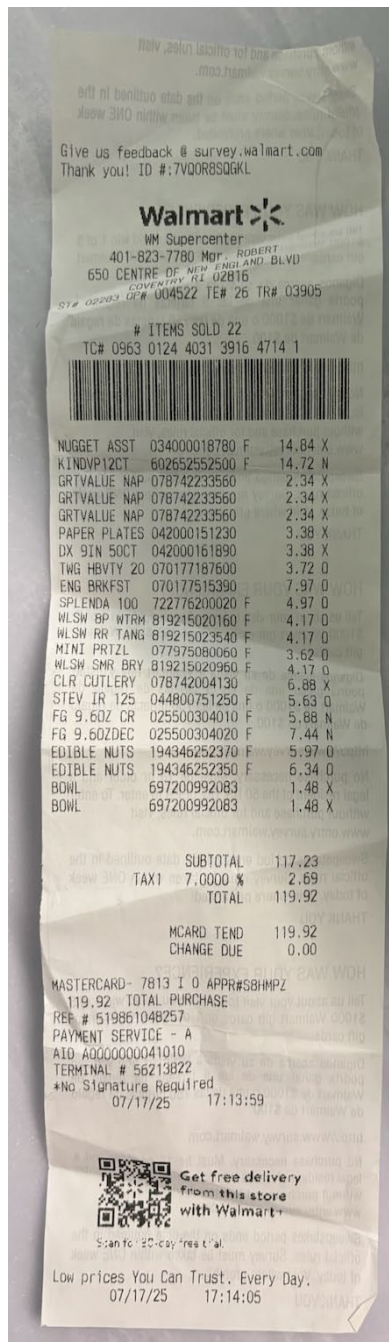 Give us feedback @ survey.walmart.com
Thank you! ID #:7VQ0R8SQGKL
Walmart
WM Supercenter
401-823-7780 Mgr. ROBERT
650 CENTRE OF NEW ENGLAND BLVD
COVENTRY RI 02816
ST# 02283 OP# 004522 TE# 26 TR# 03905
# ITEMS SOLD 22
TC# 0963 0124 4031 3916 4714 1
NUGGET ASST 034000018780 F 14.84 X
KINDVP12CT 602652552500 F 14.72 N
GRTVALUE NAP 078742233560 2.34 X
GRTVALUE NAP 078742233560 2.34 X
GRTVALUE NAP 078742233560 2.34 X
PAPER PLATES 042000151230 3.38 X
DX 9IN 50CT 042000161890 3.38 X
TWG HBVTY 20 070177187600 3.72 O
ENG BRKFST 070177515390 7.97 O
SPLENDA 100 722776200020 F 4.97 O
WLSW 8P WTRM 819215020160 F 4.17 O
WLSW RR TANG 819215023540 F 4.17 O
MINI PRTZL 077975080060 F 3.62 O
WLSW SMR BRY 819215020960 F 4.17 O
CLR CUTLERY 078742004130 6.88 X
STEV IR 125 044800751250 F 5.63 O
FG 9.6OZ CR 025500304010 F 5.88 N
FG 9.6OZDEC 025500304020 F 7.44 N
EDIBLE NUTS 194346252370 F 5.97 O
EDIBLE NUTS 194346252350 F 6.34 O
BOWL 697200992083 1.48 X
BOWL 697200992083 1.48 X
SUBTOTAL 117.23
TAX1 7.0000 % 2.69
TOTAL 119.92
MCARD TEND 119.92
CHANGE DUE 0.00
MASTERCARD- 7813 I 0 APPR#S8HMPZ
119.92 TOTAL PURCHASE
REF # 519861048257
PAYMENT SERVICE - A
AID A0000000041010
TERMINAL # 56213822
*No Signature Required
07/17/25 17:13:59
Get free delivery
from this store
with Walmart+
Scan for 30-day free trial.
Low prices You Can Trust. Every Day.
07/17/25 17:14:05